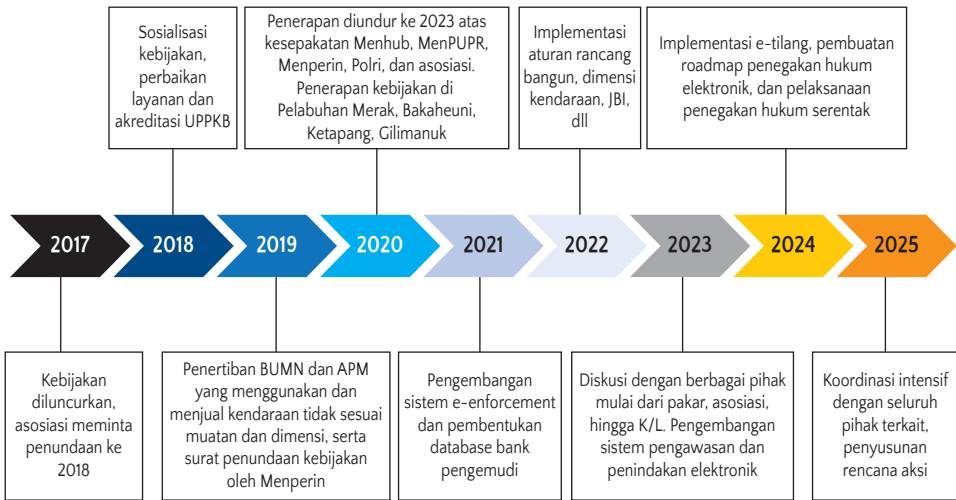 Sosialisasi
kebijakan,
perbaikan
layanan dan
akreditasi UPPKB
Penerapan diundur ke 2023 atas
kesepakatan Menhub, MenPUPR,
Menperin, Polri, dan asosiasi.
Penerapan kebijakan di
Pelabuhan Merak, Bakaheuni,
Ketapang, Gilimanuk
Implementasi
aturan rancang
bangun, dimensi
kendaraan, JBI,
dll
Implementasi e-tilang, pembuatan
roadmap penegakan hukum
elektronik, dan pelaksanaan
penegakan hukum serentak
2017
2018
2019
2020
2021
2022
2023
2024
2025
Kebijakan
diluncurkan,
asosiasi meminta
penundaan ke
2018
Penertiban BUMN dan APM
yang menggunakan dan
menjual kendaraan tidak sesuai
muatan dan dimensi, serta
surat penundaan kebijakan
oleh Menperin
Pengembangan
sistem e-enforcement
dan pembentukan
database bank
pengemudi
Diskusi dengan berbagai pihak
mulai dari pakar, asosiasi,
hingga K/L. Pengembangan
sistem pengawasan dan
penindakan elektronik
Koordinasi intensif
dengan seluruh
pihak terkait,
penyusunan
rencana aksi